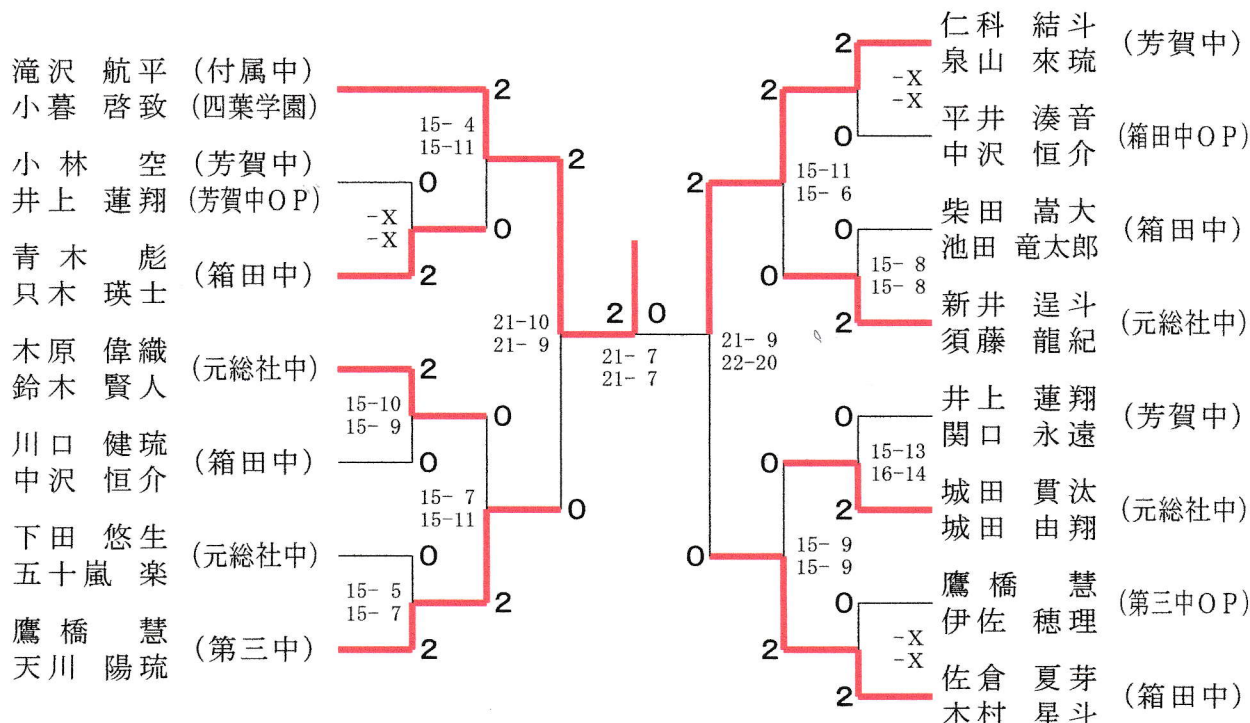 滝沢 航平 (付属中)
小暮 啓致 (四葉学園)
2
15- 4
15-11
小林 空 (芳賀中)
井上 蓮翔 (芳賀中OP)
0
-X
-X
0
青木 彪
只木 瑛士
(箱田中)
2
2
木原 偉織
鈴木 賢人
(元総社中)
2
15-10
15- 9
0
川口 健琉
中沢 恒介
(箱田中)
0
15- 7
15-11
下田 悠生
五十嵐 楽
(元総社中)
0
15- 5
15- 7
2
鷹橋 慧
天川 陽琉
(第三中)
2
0
21-10
21- 9
2 0
21- 7
21- 7
21- 9
22-20
2
0
仁科 結斗
泉山 來琉
(芳賀中)
2
-X
-X
2
平井 湊音
中沢 恒介
(箱田中OP)
0
15-11
15- 6
柴田 嵩大
池田 竜太郎
(箱田中)
0
15- 8
15- 8
0
新井 逞斗
須藤 龍紀
(元総社中)
2
井上 蓮翔
関口 永遠
(芳賀中)
0
15-13
16-14
0
城田 貫汰
城田 由翔
(元総社中)
2
15- 9
15- 9
鷹橋 慧
伊佐 穂理
(第三中OP)
0
-X
-X
2
佐倉 夏芽
木村 星斗
(箱田中)
2